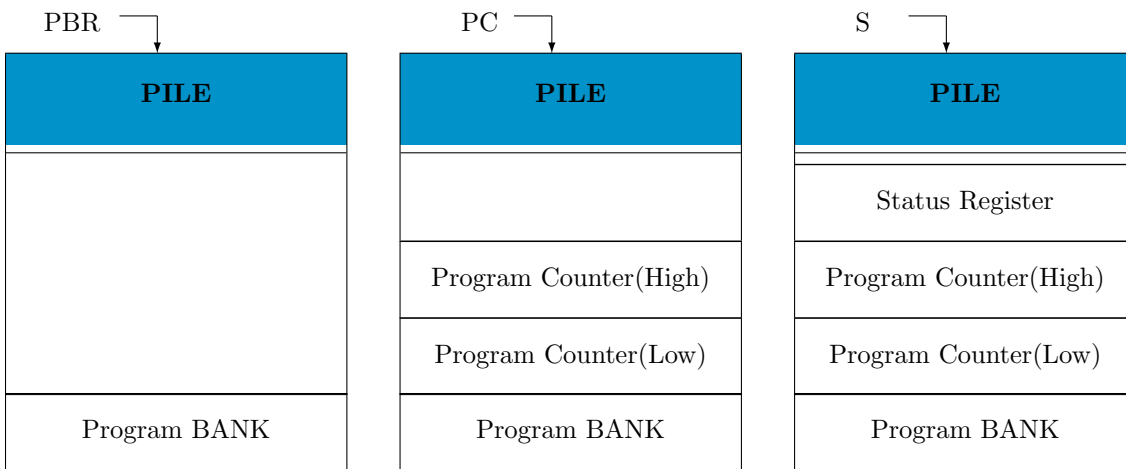 PBR
PC
S
PILE
PILE
PILE
Status Register
Program Counter(High)
Program Counter(High)
Program Counter(Low)
Program Counter(Low)
Program BANK
Program BANK
Program BANK